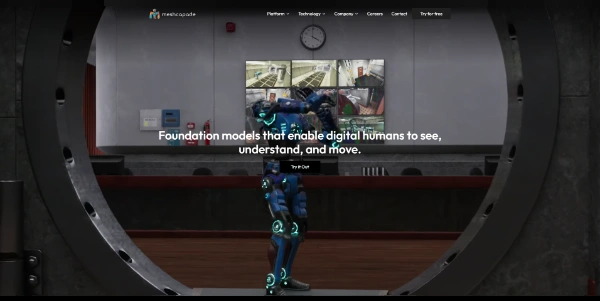 meshcapade
Platform
Technology
Company
Careers
Contact
Try for free
Foundation models that enable digital humans to see,
understand, and move.
Try It Out